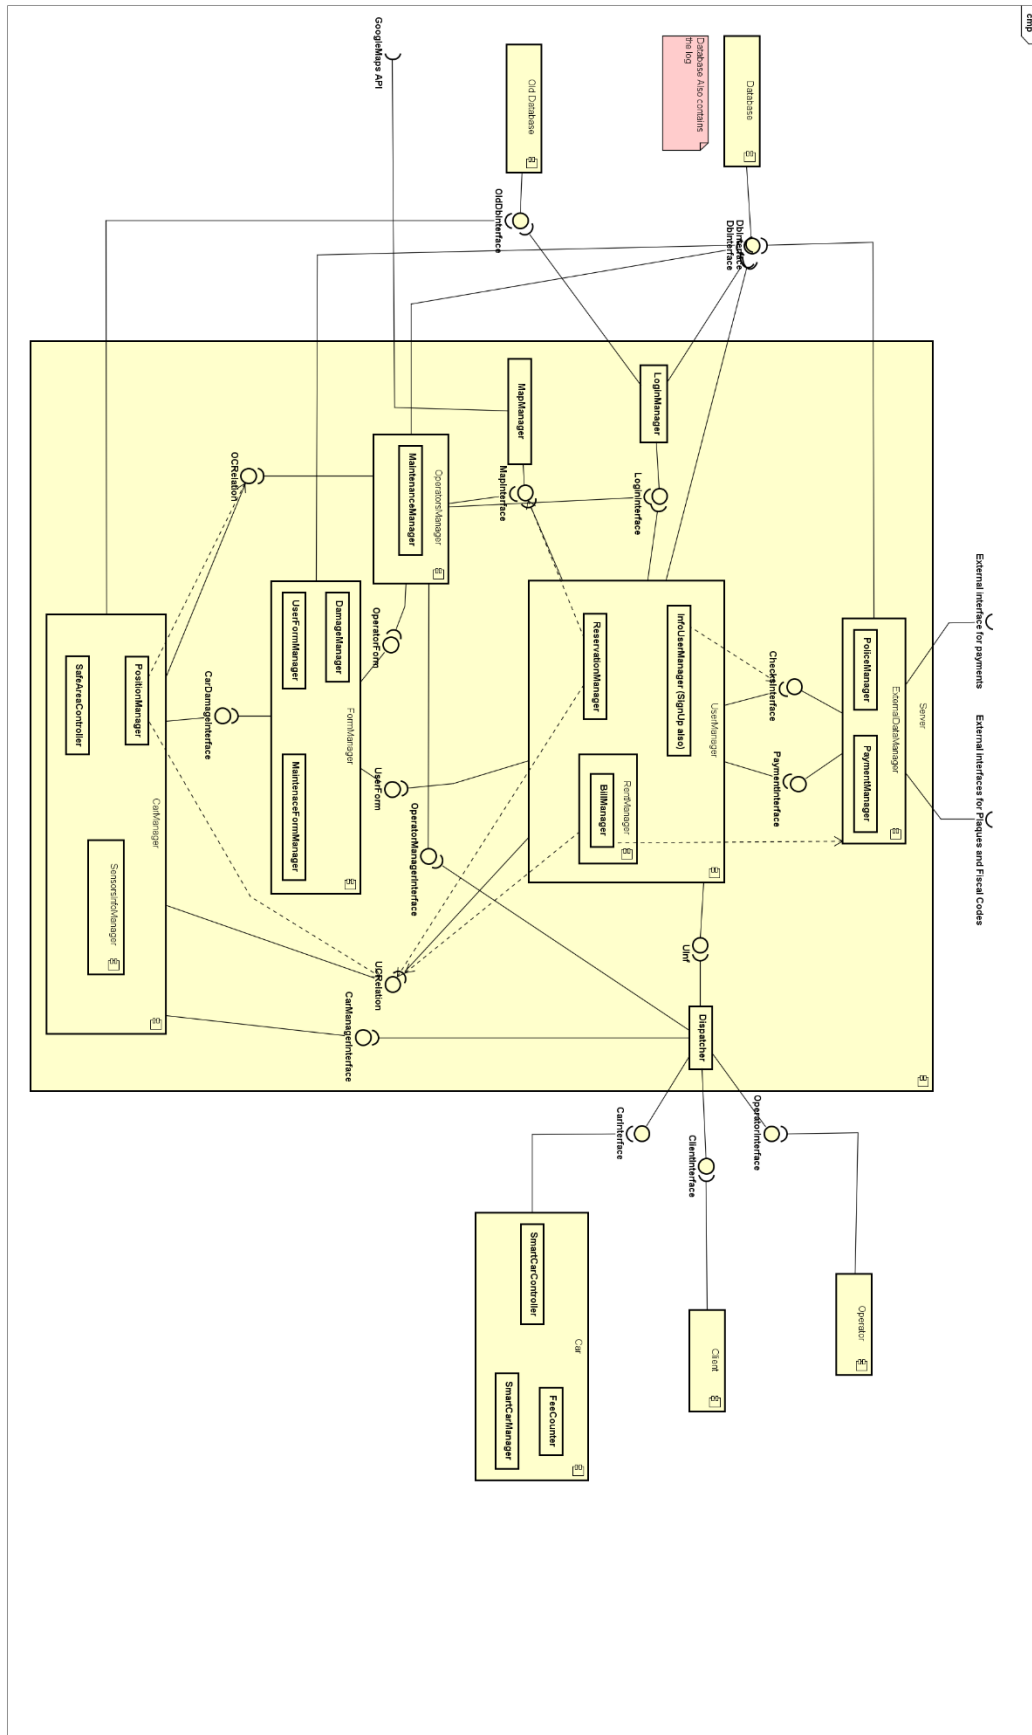 cmp
External interface for payments
External interfaces for Plaques and Fiscal Codes
Server
ExternalDataManager
PoliceManager
PaymentManager
Operator
Database
DbInterface
DbInterface
ChecksInterface
PaymentInterface
OperatorInterface
Database Also contains
the log
UserManager
InfoUserManager (SignUp also)
Dispatcher
UInf
Client
ClientInterface
LoginManager
LoginInterface
RentManager
BillManager
ReservationManager
CarInterface
Old Database
OldDbInterface
MapManager
MapInterface
Car
FeeCounter
SmartCarController
SmartCarManager
OperatorsManager
MaintenanceManager
OperatorManagerInterface
GoogleMaps API
OperatorForm
UserForm
UCRelation
FormManager
DamageManager
UserFormManager
MaintenaceFormManager
CarManagerInterface
OCRelation
CarDamageInterface
CarManager
PositionManager
SensorsInfoManager
SafeAreaController